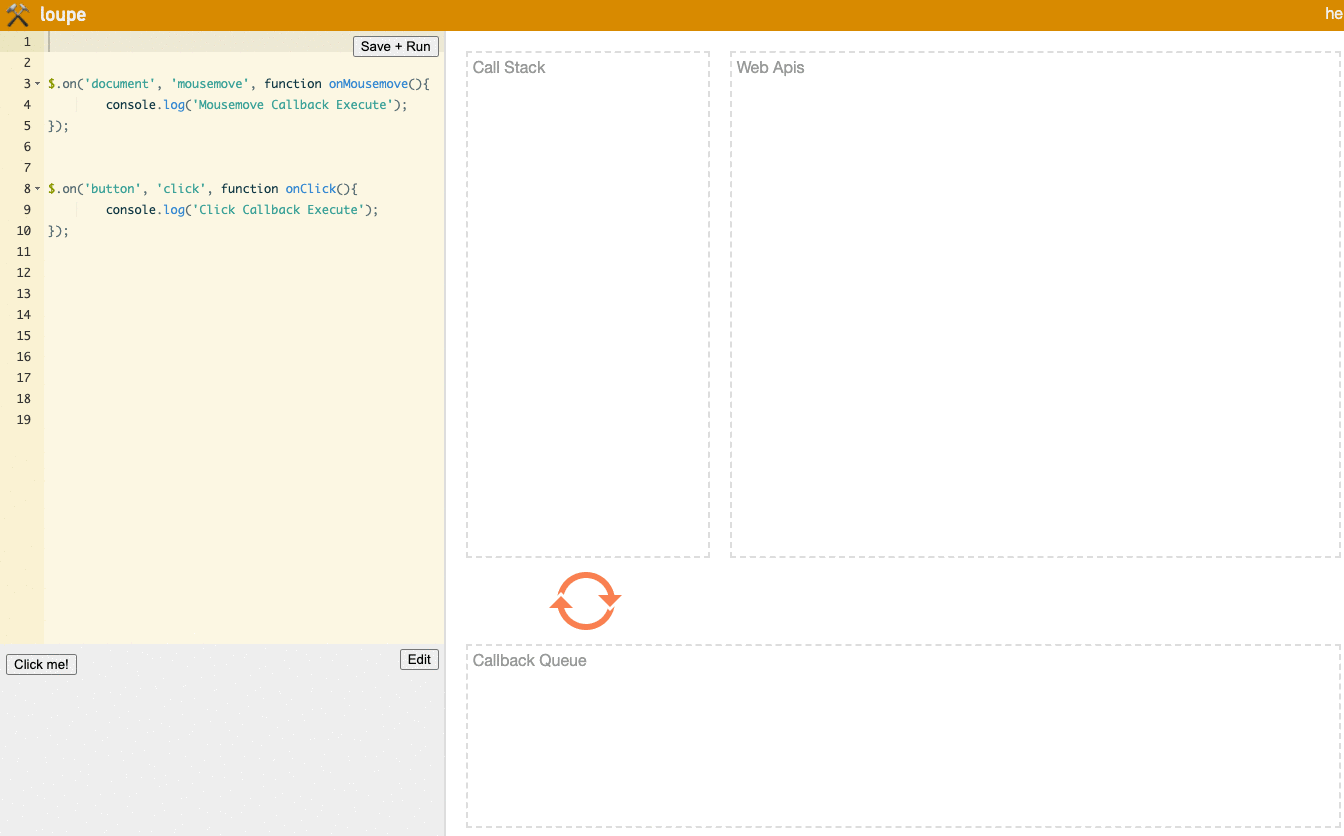 loupe
he
Save + Run
1
2
3 $.on('document', 'mousemove', function onMousemove(){
4 console.log('Mousemove Callback Execute');
5 });
6
7
8 $.on('button', 'click', function onClick(){
9 console.log('Click Callback Execute');
10 });
11
12
13
14
15
16
17
18
19
Click me!
Edit
Call Stack
Web Apis
Callback Queue